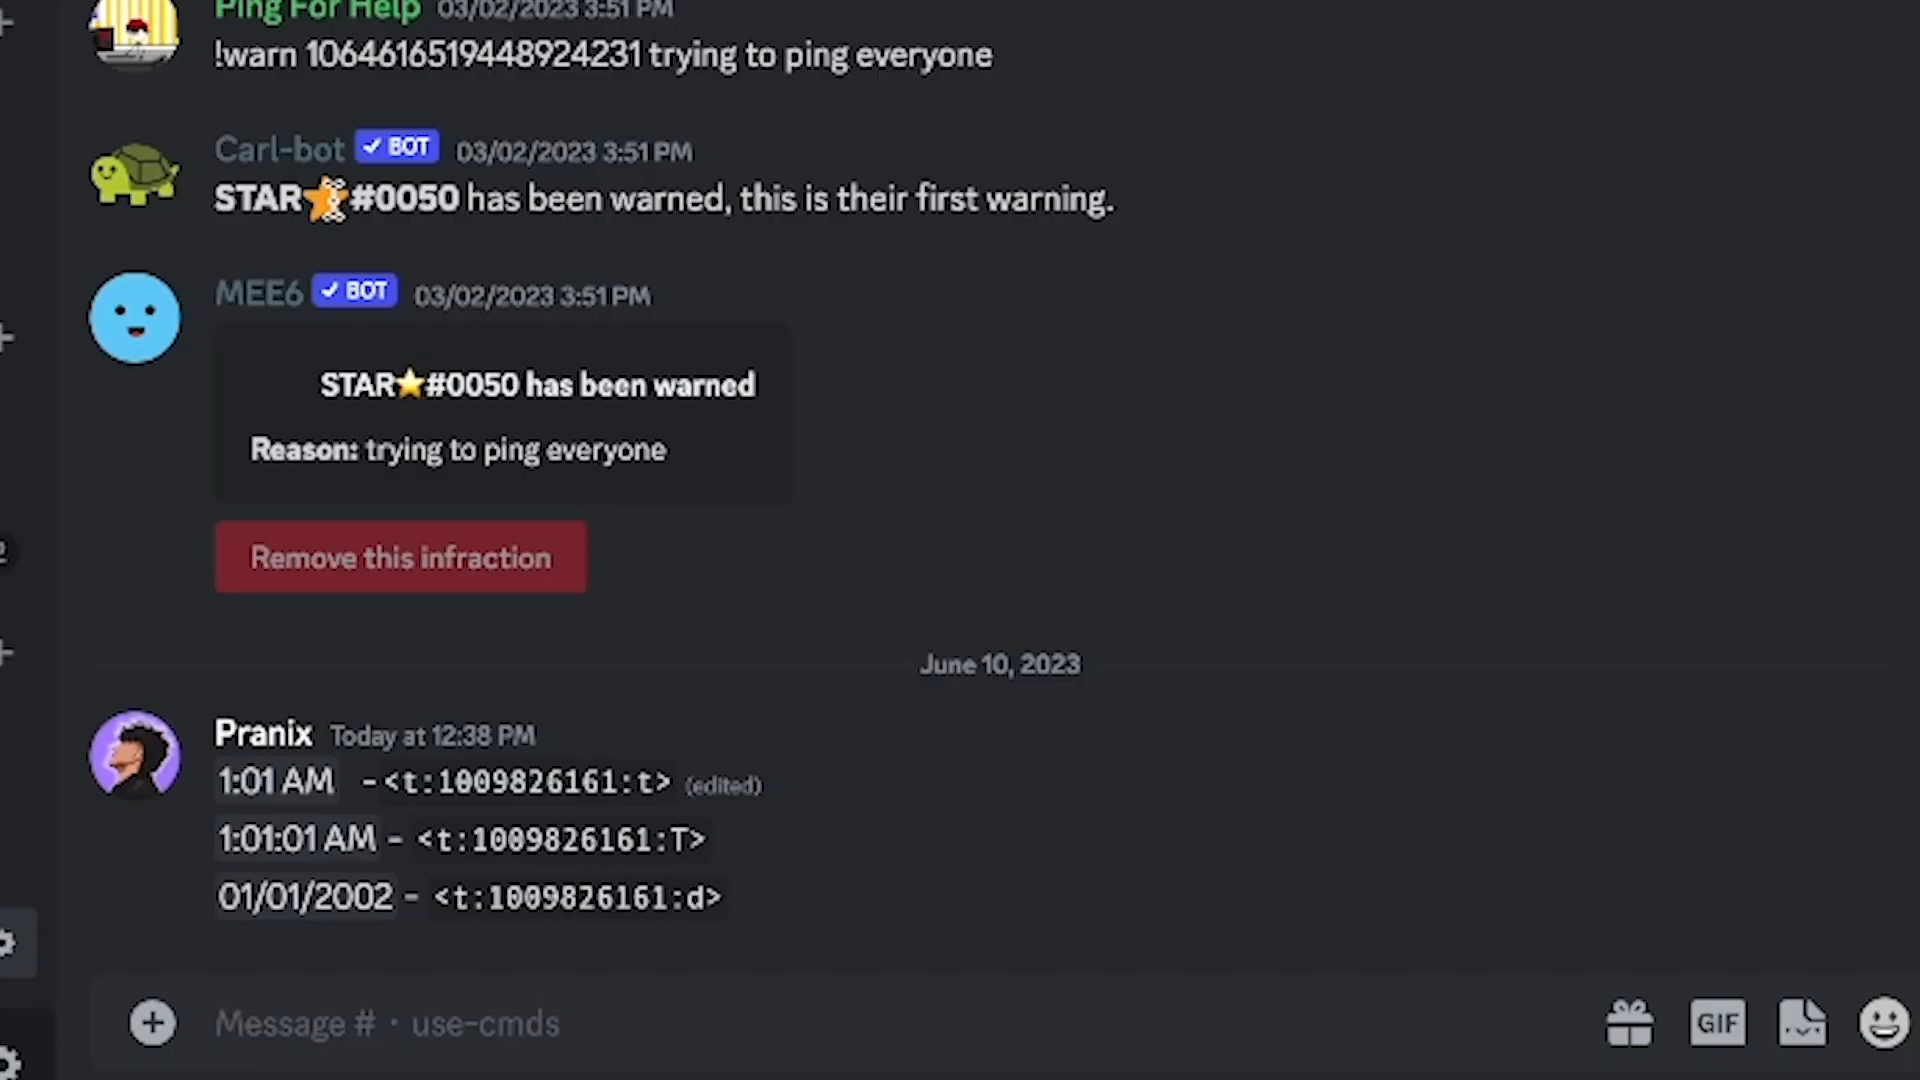 Ping For Help 03/02/2023 3:51 PM
!warn 1064616519448924231 trying to ping everyone
Carl-bot ✓ BOT 03/02/2023 3:51 PM
STAR⭐#0050 has been warned, this is their first warning.
MEE6 ✓ BOT 03/02/2023 3:51 PM
STAR⭐#0050 has been warned
Reason: trying to ping everyone
Remove this infraction
June 10, 2023
Pranix Today at 12:38 PM
1:01 AM -<t:1009826161:t> (edited)
1:01:01 AM - <t:1009826161:T>
01/01/2002 - <t:1009826161:d>
Message # · use-cmds
GIF